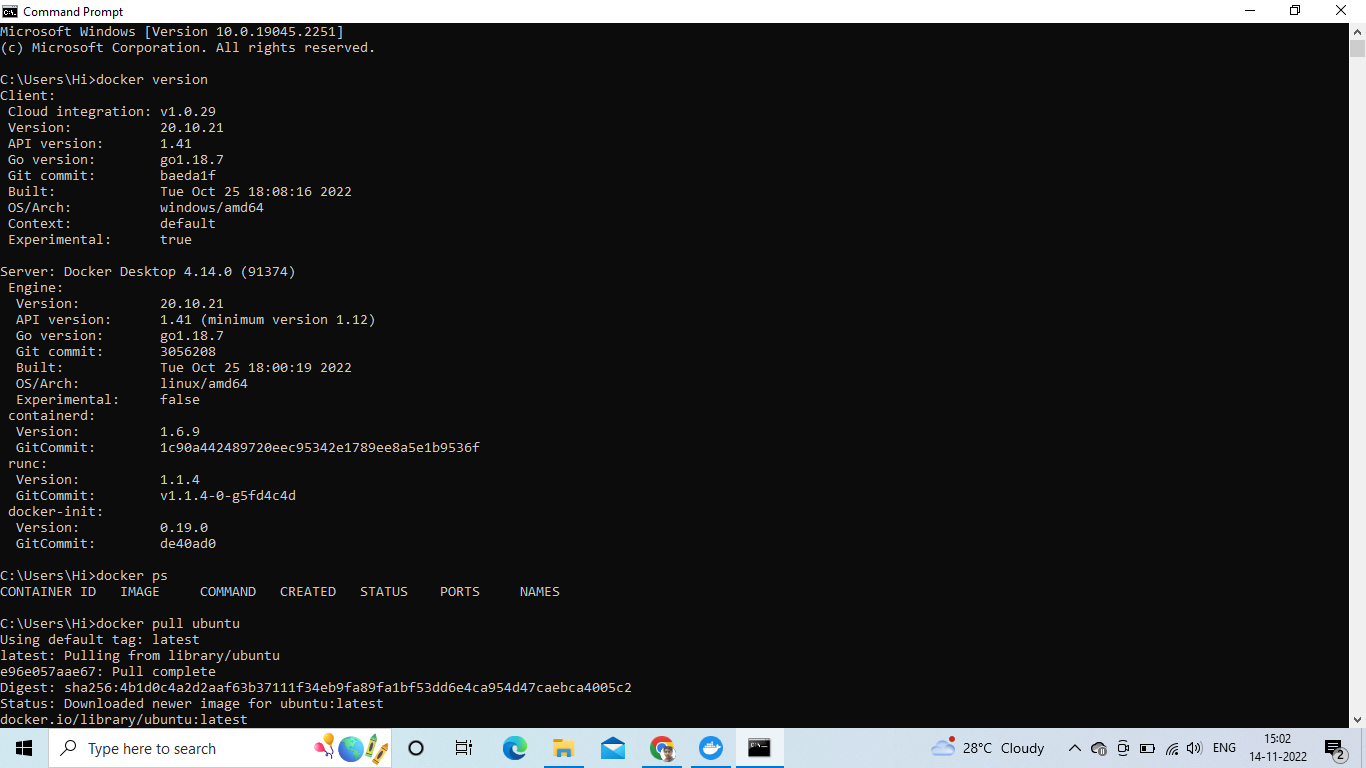 Command Prompt
Microsoft Windows [Version 10.0.19045.2251]
(c) Microsoft Corporation. All rights reserved.
C:\Users\Hi>docker version
Client:
Cloud integration: v1.0.29
Version: 20.10.21
API version: 1.41
Go version: go1.18.7
Git commit: baeda1f
Built: Tue Oct 25 18:08:16 2022
OS/Arch: windows/amd64
Context: default
Experimental: true
Server: Docker Desktop 4.14.0 (91374)
Engine:
Version: 20.10.21
API version: 1.41 (minimum version 1.12)
Go version: go1.18.7
Git commit: 3056208
Built: Tue Oct 25 18:00:19 2022
OS/Arch: linux/amd64
Experimental: false
containerd:
Version: 1.6.9
GitCommit: 1c90a442489720eec95342e1789ee8a5e1b9536f
runc:
Version: 1.1.4
GitCommit: v1.1.4-0-g5fd4c4d
docker-init:
Version: 0.19.0
GitCommit: de40ad0
C:\Users\Hi>docker ps
CONTAINER ID IMAGE COMMAND CREATED STATUS PORTS NAMES
C:\Users\Hi>docker pull ubuntu
Using default tag: latest
latest: Pulling from library/ubuntu
e96e057aae67: Pull complete
Digest: sha256:4b1d0c4a2d2aaf63b37111f34eb9fa89fa1bf53dd6e4ca954d47caebca4005c2
Status: Downloaded newer image for ubuntu:latest
docker.io/library/ubuntu:latest
Type here to search
28°C Cloudy
ENG
15:02
14-11-2022
2